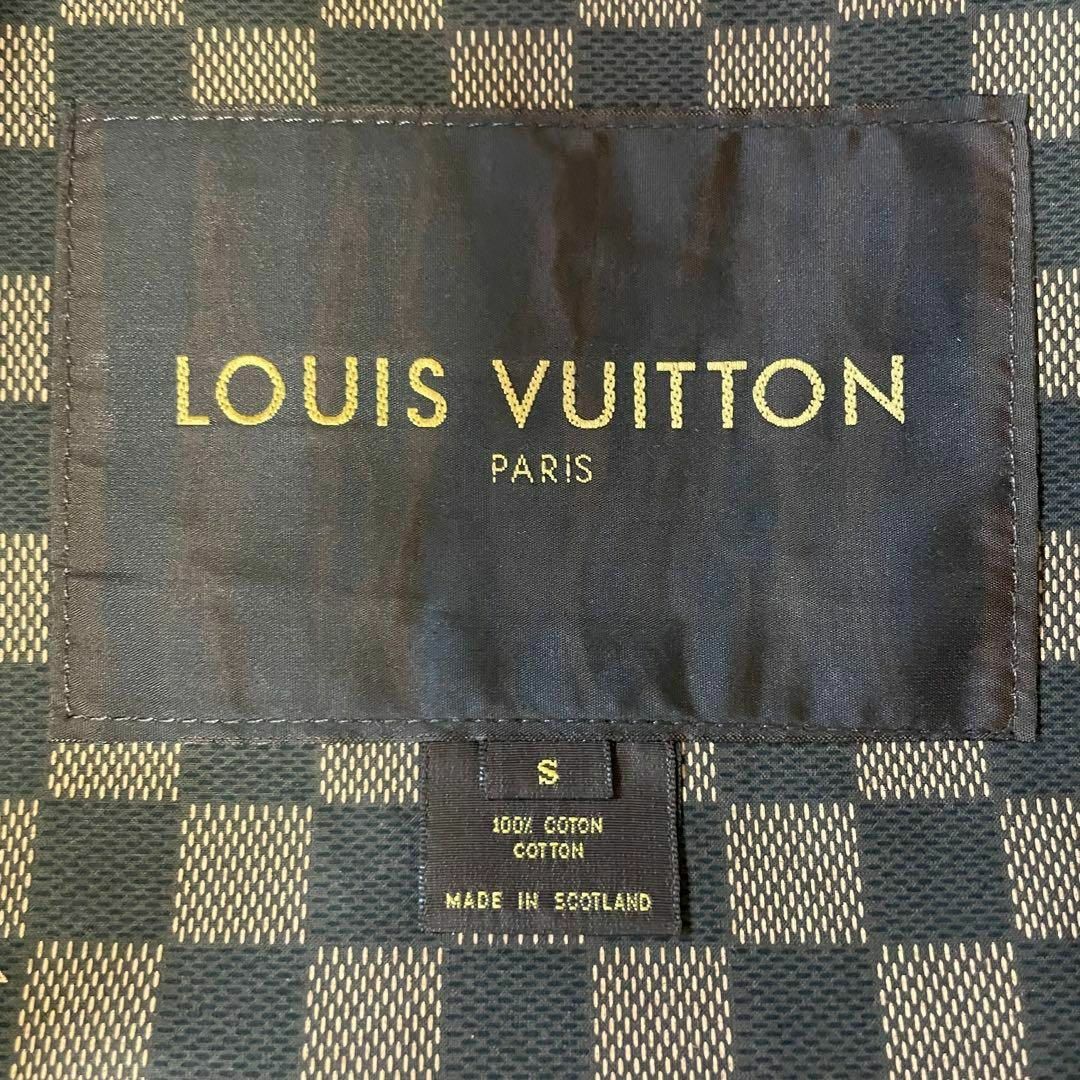 LOUIS VUITTON
PARIS
S
100% COTON
COTTON
MADE IN SCOTLAND